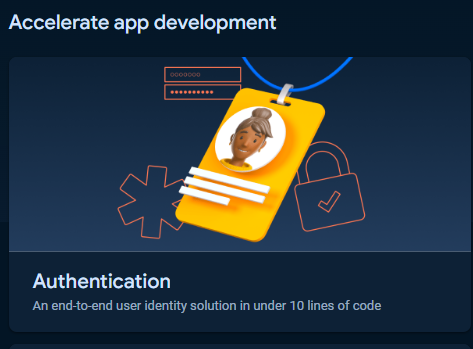 Accelerate app development
Authentication
An end-to-end user identity solution in under 10 lines of code